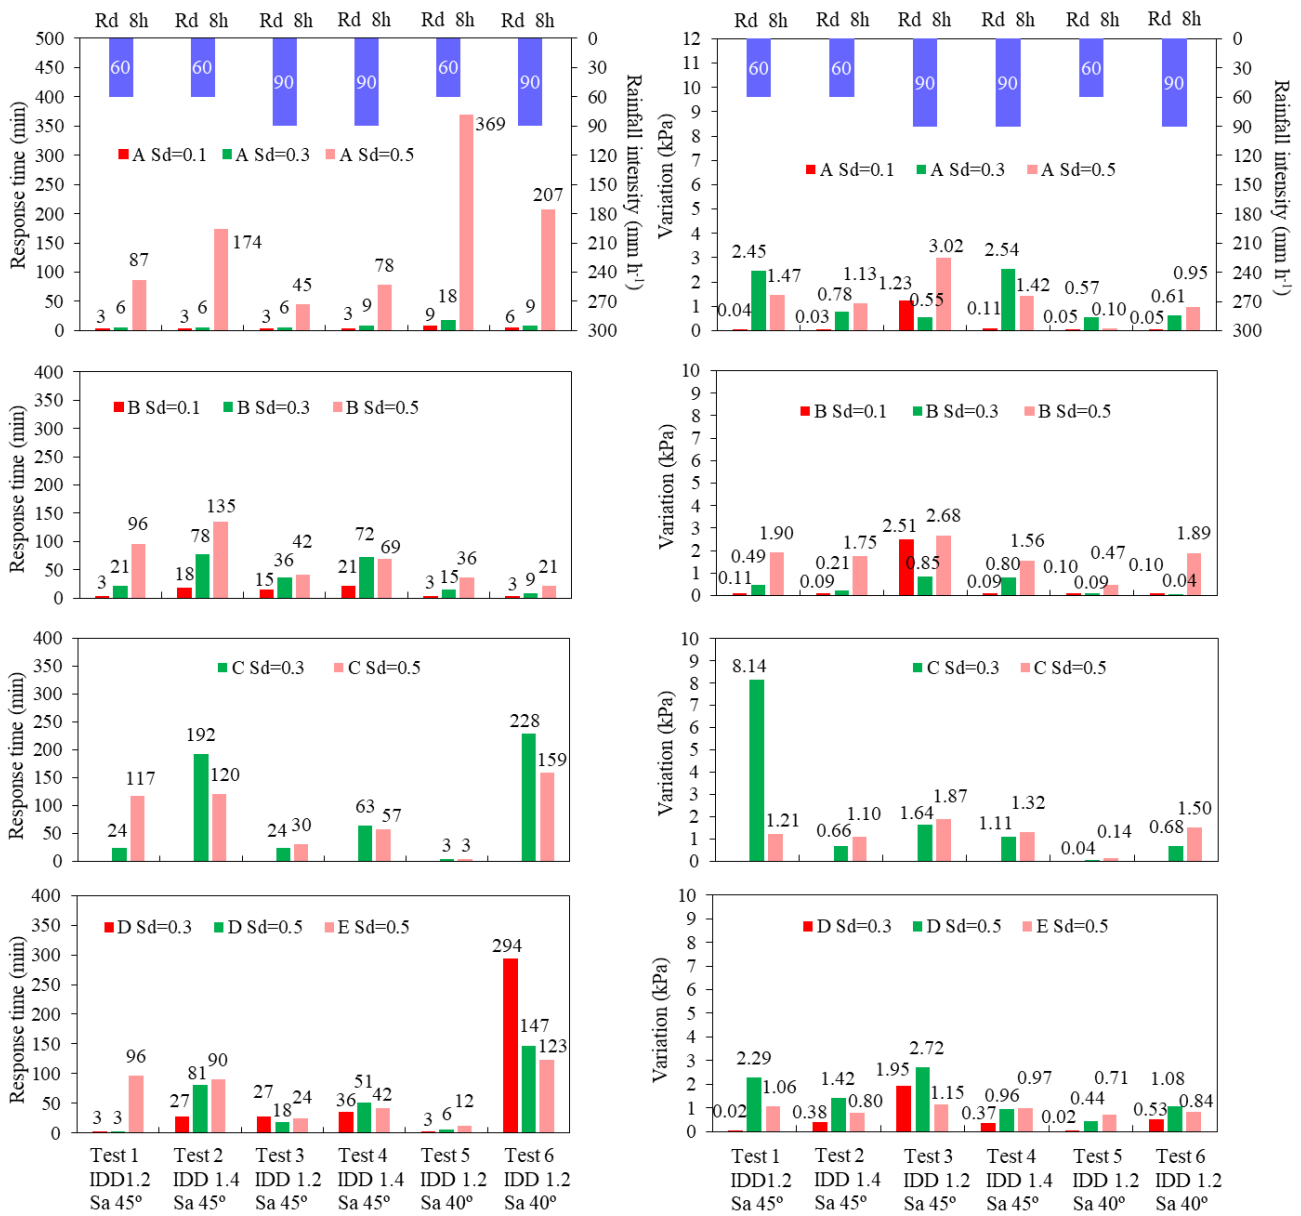 Rd 8h Rd 8h Rd 8h Rd 8h Rd 8h Rd 8h
500 450 400 350 300 250 200 150 100 50 0
Response time (min)
60 60 90 90 60 90
0 30 60 90 120 150 180 210 240 270 300
Rainfall intensity (mm h⁻¹)
A Sd=0.1 A Sd=0.3 A Sd=0.5
3 6 87 3 6 174 3 6 45 3 9 78 9 18 369 6 9 207
Rd 8h Rd 8h Rd 8h Rd 8h Rd 8h Rd 8h
12 11 10 9 8 7 6 5 4 3 2 1 0
Variation (kPa)
60 60 90 90 60 90
0 30 60 90 120 150 180 210 240 270 300
Rainfall intensity (mm h⁻¹)
A Sd=0.1 A Sd=0.3 A Sd=0.5
0.04 2.45 1.47 0.03 0.78 1.13 1.23 0.55 3.02 0.11 2.54 1.42 0.05 0.57 0.10 0.05 0.61 0.95
400 350 300 250 200 150 100 50 0
Response time (min)
B Sd=0.1 B Sd=0.3 B Sd=0.5
3 21 96 18 78 135 15 36 42 21 72 69 3 15 36 3 9 21
10 9 8 7 6 5 4 3 2 1 0
Variation (kPa)
B Sd=0.1 B Sd=0.3 B Sd=0.5
0.11 0.49 1.90 0.09 0.21 1.75 2.51 0.85 2.68 0.09 0.80 1.56 0.10 0.09 0.47 0.10 0.04 1.89
400 350 300 250 200 150 100 50 0
Response time (min)
C Sd=0.3 C Sd=0.5
24 117 192 120 24 30 63 57 3 3 228 159
10 9 8 7 6 5 4 3 2 1 0
Variation (kPa)
C Sd=0.3 C Sd=0.5
8.14 1.21 0.66 1.10 1.64 1.87 1.11 1.32 0.04 0.14 0.68 1.50
400 350 300 250 200 150 100 50 0
Response time (min)
D Sd=0.3 D Sd=0.5 E Sd=0.5
3 3 96 27 81 90 27 18 24 36 51 42 3 6 12 294 147 123
Test 1 Test 2 Test 3 Test 4 Test 5 Test 6
IDD1.2 IDD 1.4 IDD 1.2 IDD 1.4 IDD 1.2 IDD 1.2
Sa 45º Sa 45º Sa 45º Sa 45º Sa 40º Sa 40º
10 9 8 7 6 5 4 3 2 1 0
Variation (kPa)
D Sd=0.3 D Sd=0.5 E Sd=0.5
0.02 2.29 1.06 0.38 1.42 0.80 1.95 2.72 1.15 0.37 0.96 0.97 0.02 0.44 0.71 0.53 1.08 0.84
Test 1 Test 2 Test 3 Test 4 Test 5 Test 6
IDD1.2 IDD 1.4 IDD 1.2 IDD 1.4 IDD 1.2 IDD 1.2
Sa 45º Sa 45º Sa 45º Sa 45º Sa 40º Sa 40º